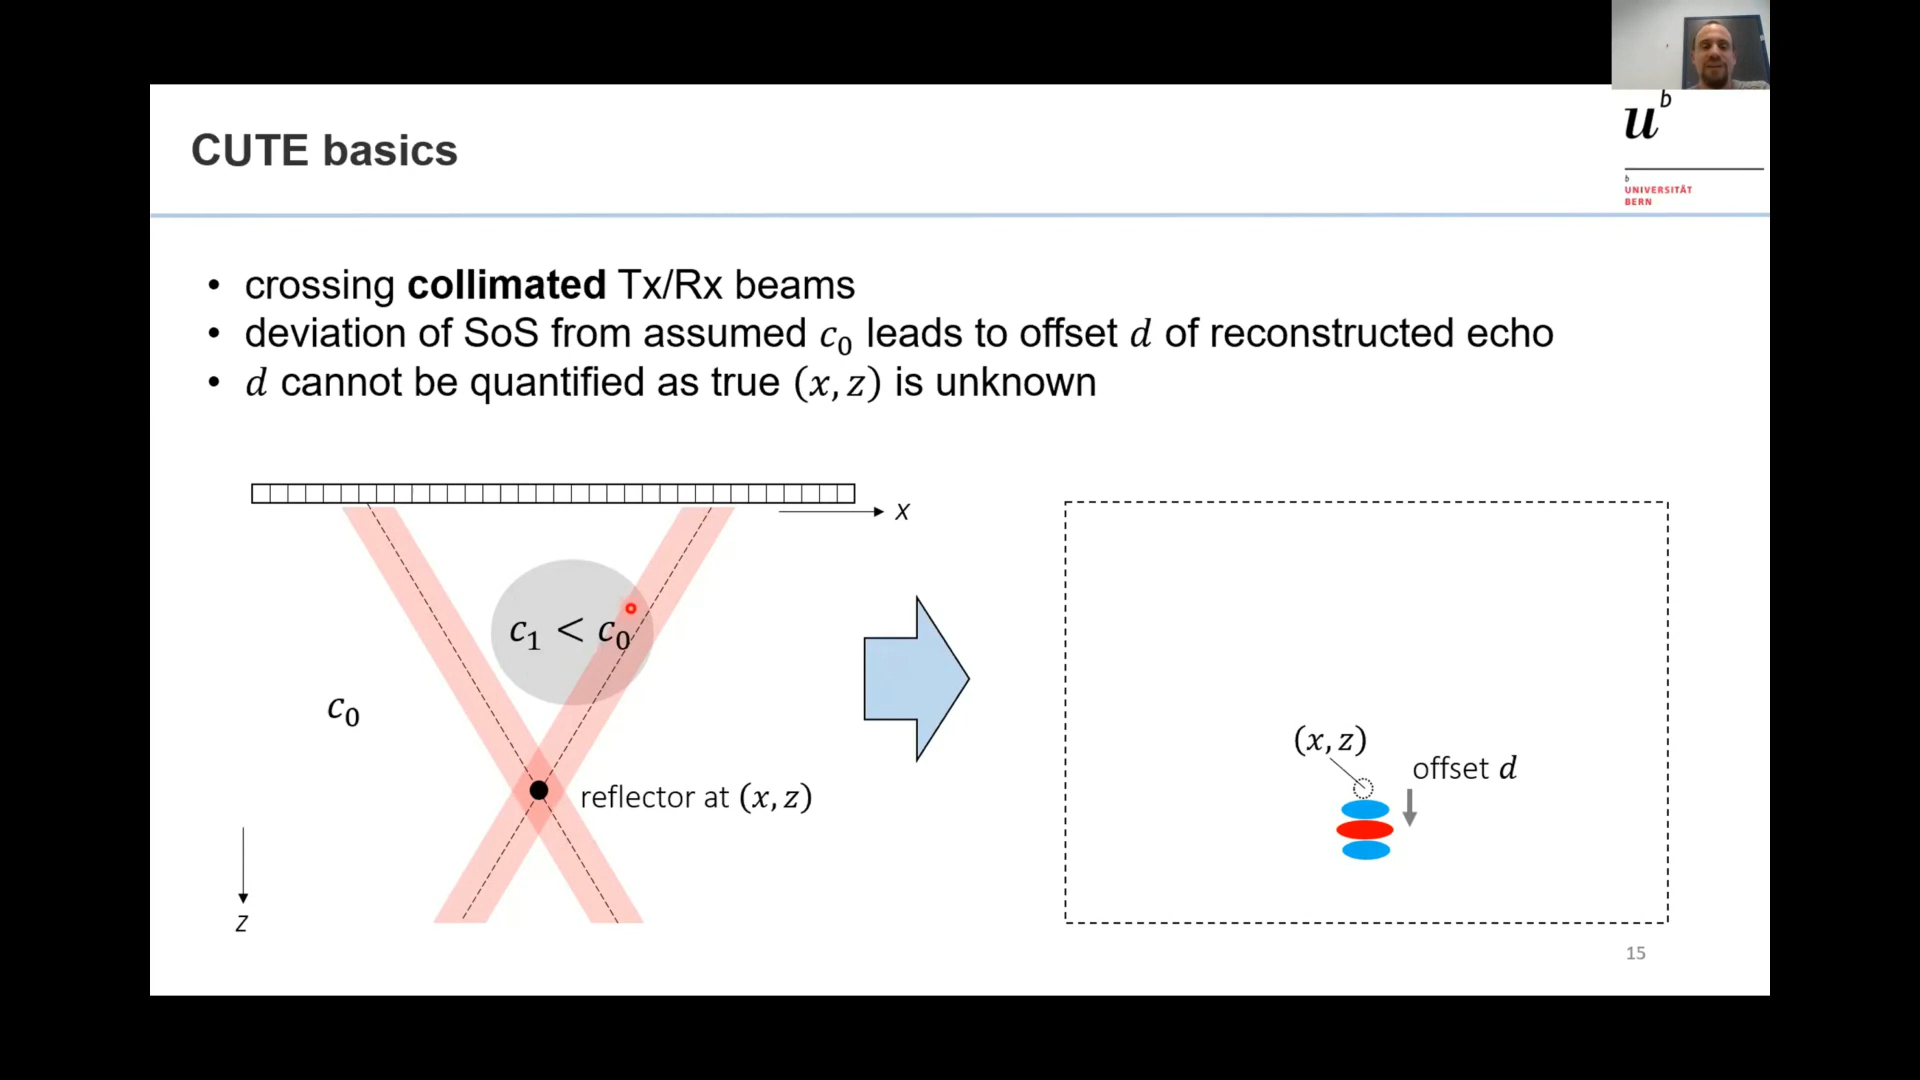 CUTE basics
u^b
b
UNIVERSITÄT
BERN
• crossing collimated Tx/Rx beams
• deviation of SoS from assumed c₀ leads to offset d of reconstructed echo
• d cannot be quantified as true (x, z) is unknown
x
c₁ < c₀
c₀
reflector at (x, z)
z
(x, z)
offset d
15